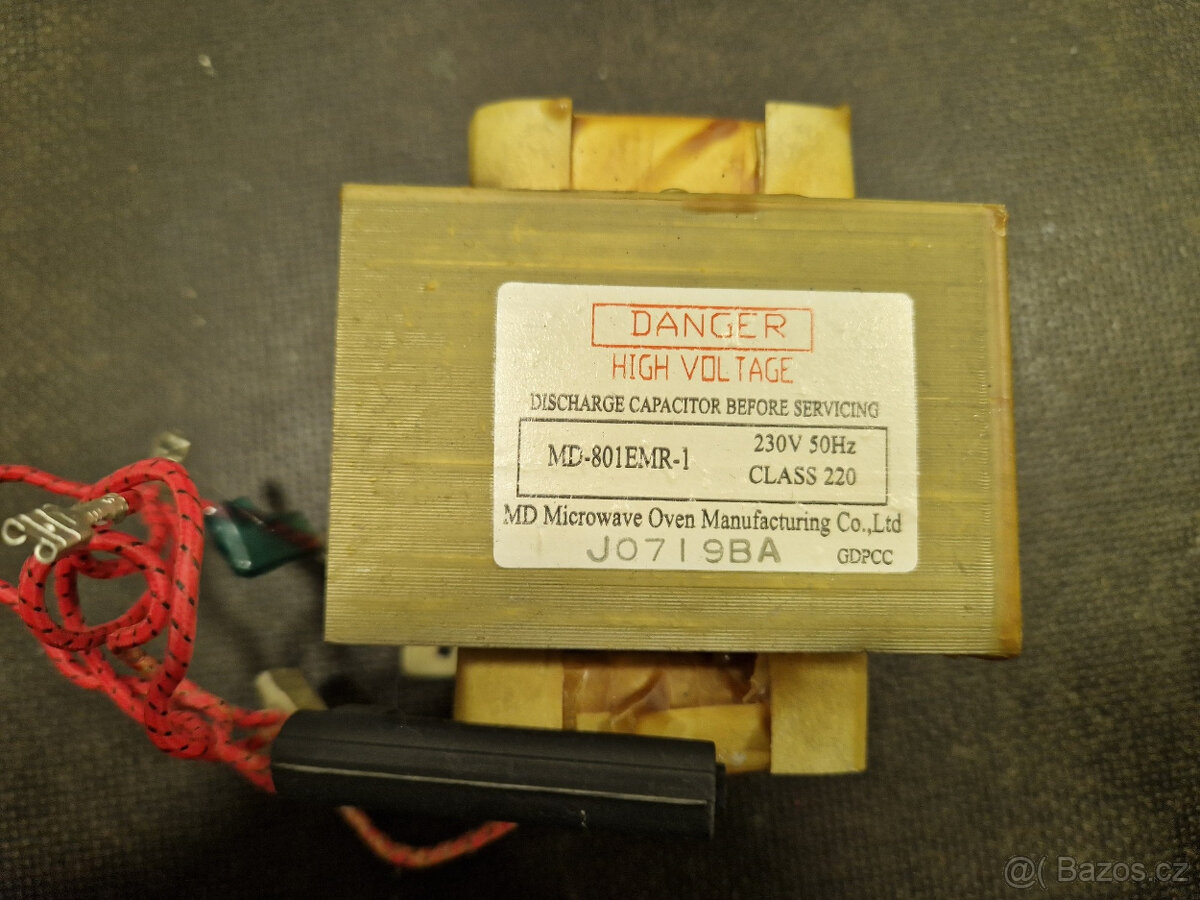 DANGER
HIGH VOLTAGE
DISCHARGE CAPACITOR BEFORE SERVICING
MD-801EMR-1
230V 50Hz
CLASS 220
MD Microwave Oven Manufacturing Co.,Ltd
J0719BA
GDPCC
@( Bazos.cz